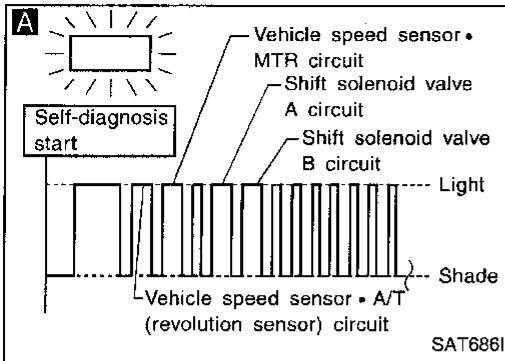 A
Vehicle speed sensor •
MTR circuit
Shift solenoid valve
A circuit
Self-diagnosis
start
Shift solenoid valve
B circuit
Light
Shade
Vehicle speed sensor • A/T
(revolution sensor) circuit
SAT686I